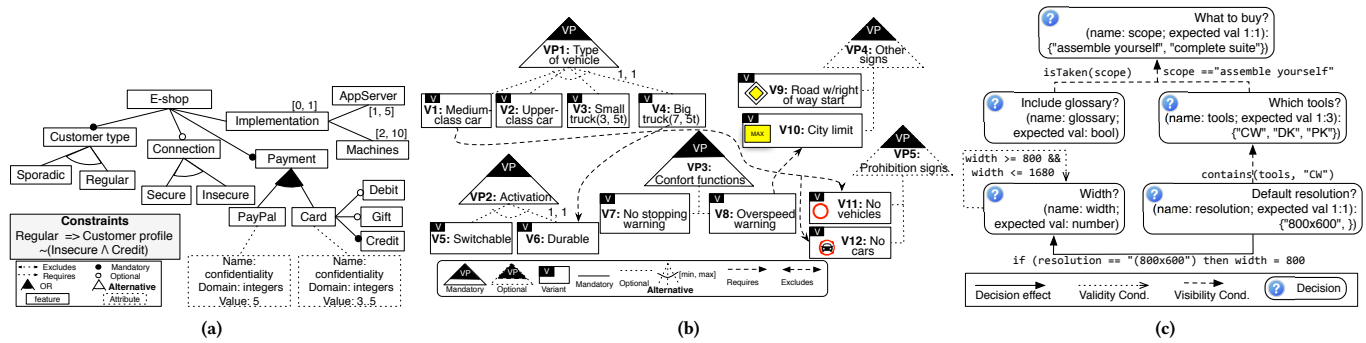 E-shop
[0, 1]
AppServer
[1, 5]
Implementation
[2, 10]
Machines
Customer type
Connection
Payment
Sporadic
Regular
Secure
Insecure
PayPal
Card
Debit
Gift
Credit
Constraints
Regular => Customer profile
~(Insecure Λ Credit)
Excludes
Requires
OR
feature
Mandatory
Optional
Alternative
Attribute
Name:
confidentiality
Domain: integers
Value: 5
Name:
confidentiality
Domain: integers
Value: 3..5
(a)
VP
VP1: Type
of vehicle
1, 1
V
V1: Medium-
class car
V
V2: Upper-
class car
V
V3: Small
truck(3, 5t)
V
V4: Big
truck(7, 5t)
VP
VP4: Other
signs
V
V9: Road w/right
of way start
V
MAX
V10: City limit
VP
VP2: Activation
1, 1
V
V5: Switchable
V
V6: Durable
VP
VP3:
Confort functions
V
V7: No stopping
warning
V
V8: Overspeed
warning
VP
VP5:
Prohibition signs
V
V11: No
vehicles
V
V12: No
cars
VP
Mandatory
VP
Optional
V
Variant
Mandatory
Optional
[min, max]
Alternative
Requires
Excludes
(b)
?
What to buy?
(name: scope; expected val 1:1):
{"assemble yourself", "complete suite"})
isTaken(scope)
scope =="assemble yourself"
?
Include glossary?
(name: glossary;
expected val: bool)
?
Which tools?
(name: tools; expected val 1:3):
{"CW", "DK", "PK"})
width >= 800 &&
width <= 1680
contains(tools, "CW")
?
Width?
(name: width;
expected val: number)
?
Default resolution?
(name: resolution; expected val 1:1):
{"800x600", })
if (resolution == "(800x600") then width = 800
Decision effect
Validity Cond.
Visibility Cond.
?
Decision
(c)